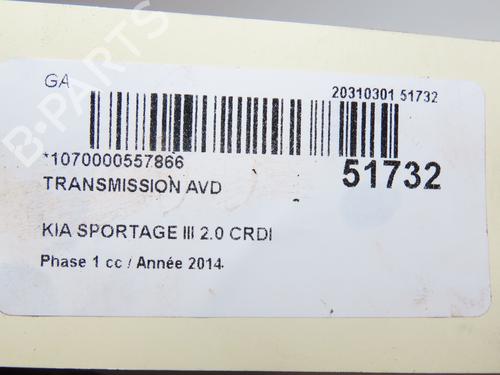 GA
20310301 51732
*1070000557866
51732
TRANSMISSION AVD
KIA SPORTAGE III 2.0 CRDI
Phase 1 cc / Année 2014
B-PARTS